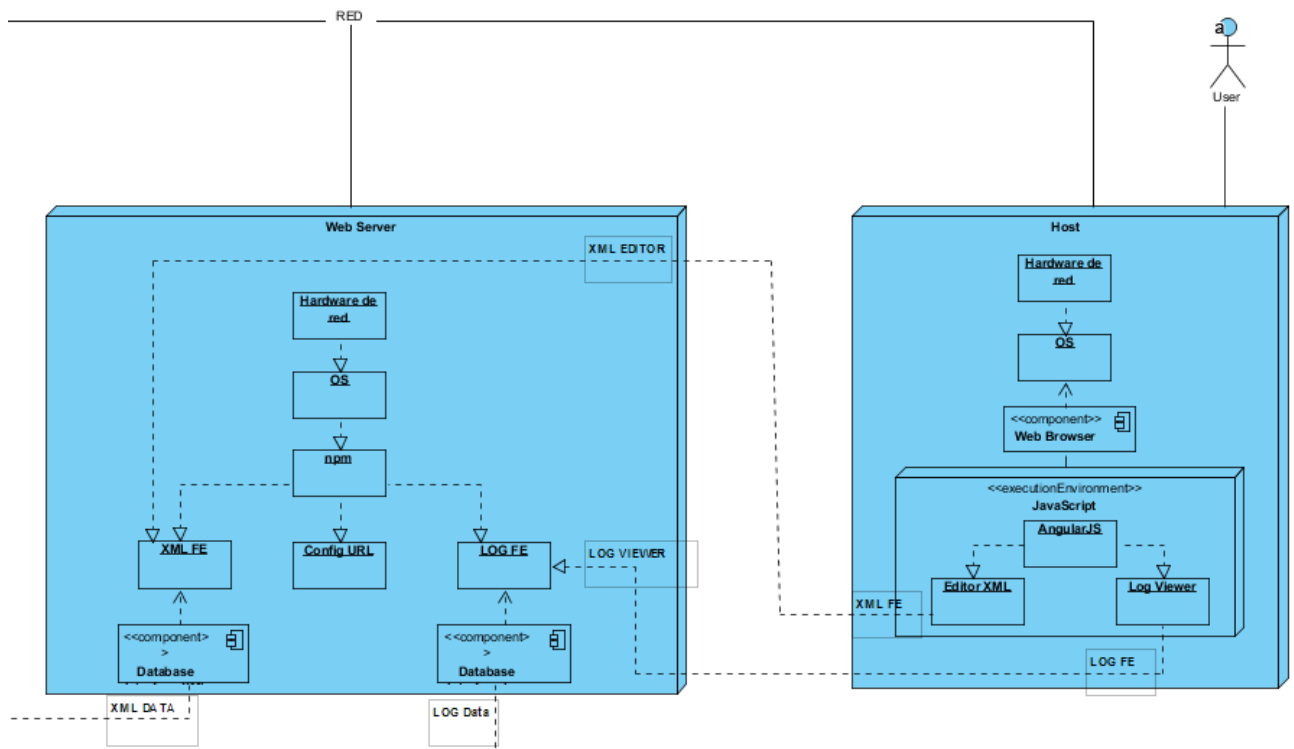 RED
a
User
Web Server
XML EDITOR
Hardware de
red
OS
npm
XML FE
Config URL
LOG FE
LOG VIEWER
<<component>
>
Database
<<component>
>
Database
XML DATA
LOG Data
Host
Hardware de
red
OS
<<component>>
Web Browser
<<executionEnvironment>>
JavaScript
AngularJS
Editor XML
Log Viewer
XML FE
LOG FE